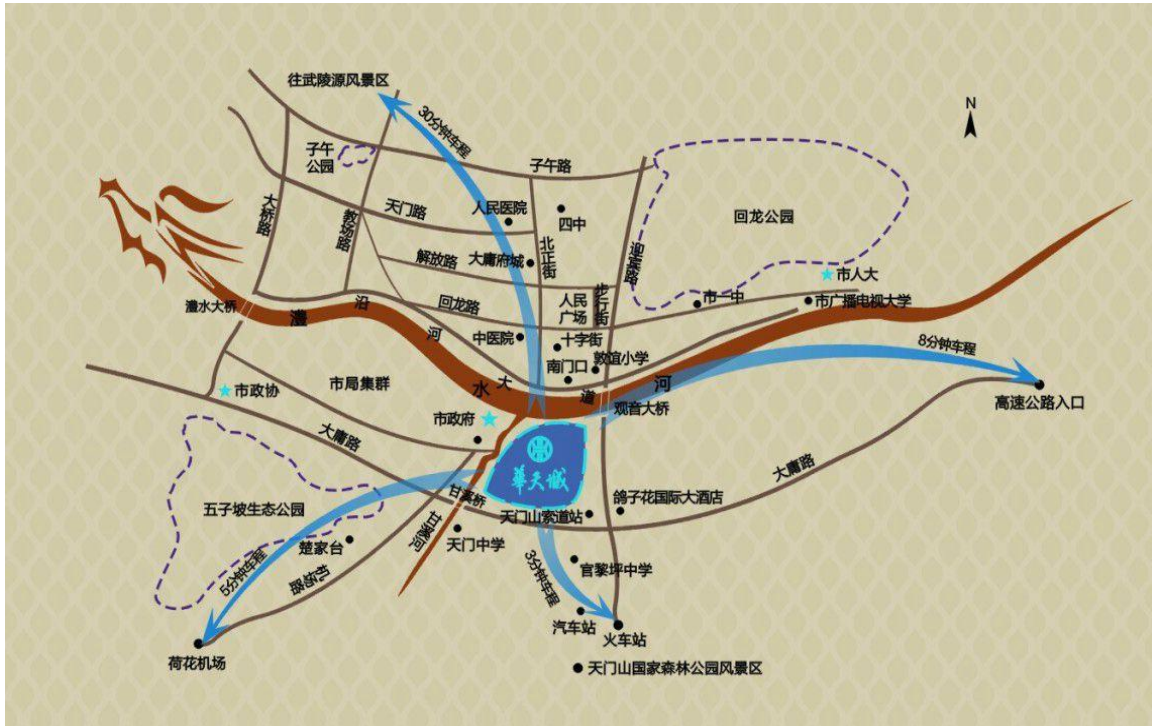 往武陵源风景区
30分钟车程
N
子午
公园
子午路
大桥路
教场路
天门路
人民医院
四中
迎宾路
回龙公园
解放路
大庸府城
北正街
步行街
市人大
澧水大桥
沿
河
大
道
回龙路
人民
广场
市一中
市广播电视大学
澧
水
河
中医院
十字街
南门口
敦谊小学
8分钟车程
市局集群
市政协
市政府
观音大桥
高速公路入口
大庸路
大庸路
華天城
五子坡生态公园
甘溪桥
甘溪河
天门山索道站
鸽子花国际大酒店
楚家台
天门中学
官黎坪中学
5分钟车程
机场路
3分钟车程
汽车站
火车站
荷花机场
天门山国家森林公园风景区